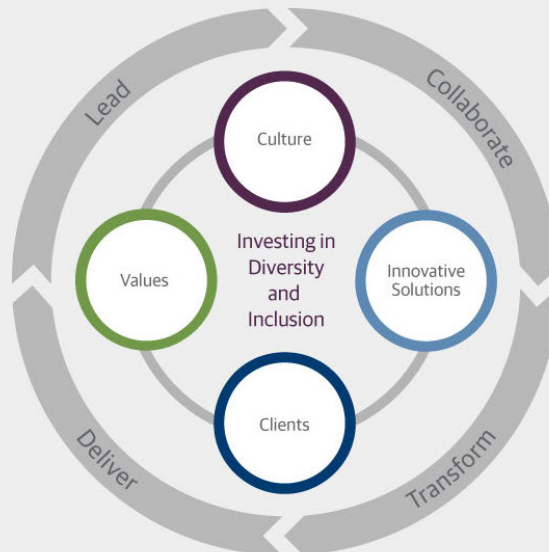 Lead
Collaborate
Culture
Values
Investing in
Diversity
and
Inclusion
Innovative
Solutions
Clients
Deliver
Transform